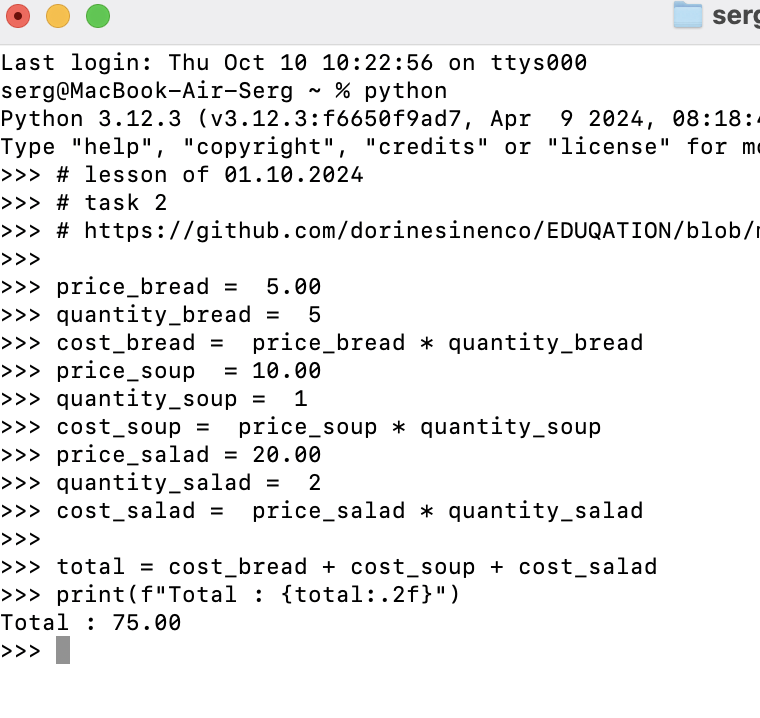 Last login: Thu Oct 10 10:22:56 on ttys000
serg@MacBook-Air-Serg ~ % python
Python 3.12.3 (v3.12.3:f6650f9ad7, Apr  9 2024, 08:18:
Type "help", "copyright", "credits" or "license" for
>>> # lesson of 01.10.2024
>>> # task 2
>>> # https://github.com/dorinesinenco/EDUQATION/blob/
>>>
>>> price_bread =  5.00
>>> quantity_bread =  5
>>> cost_bread =  price_bread * quantity_bread
>>> price_soup  = 10.00
>>> quantity_soup =  1
>>> cost_soup =  price_soup * quantity_soup
>>> price_salad = 20.00
>>> quantity_salad =  2
>>> cost_salad =  price_salad * quantity_salad
>>>
>>> total = cost_bread + cost_soup + cost_salad
>>> print(f"Total : {total:.2f}")
Total : 75.00
>>>